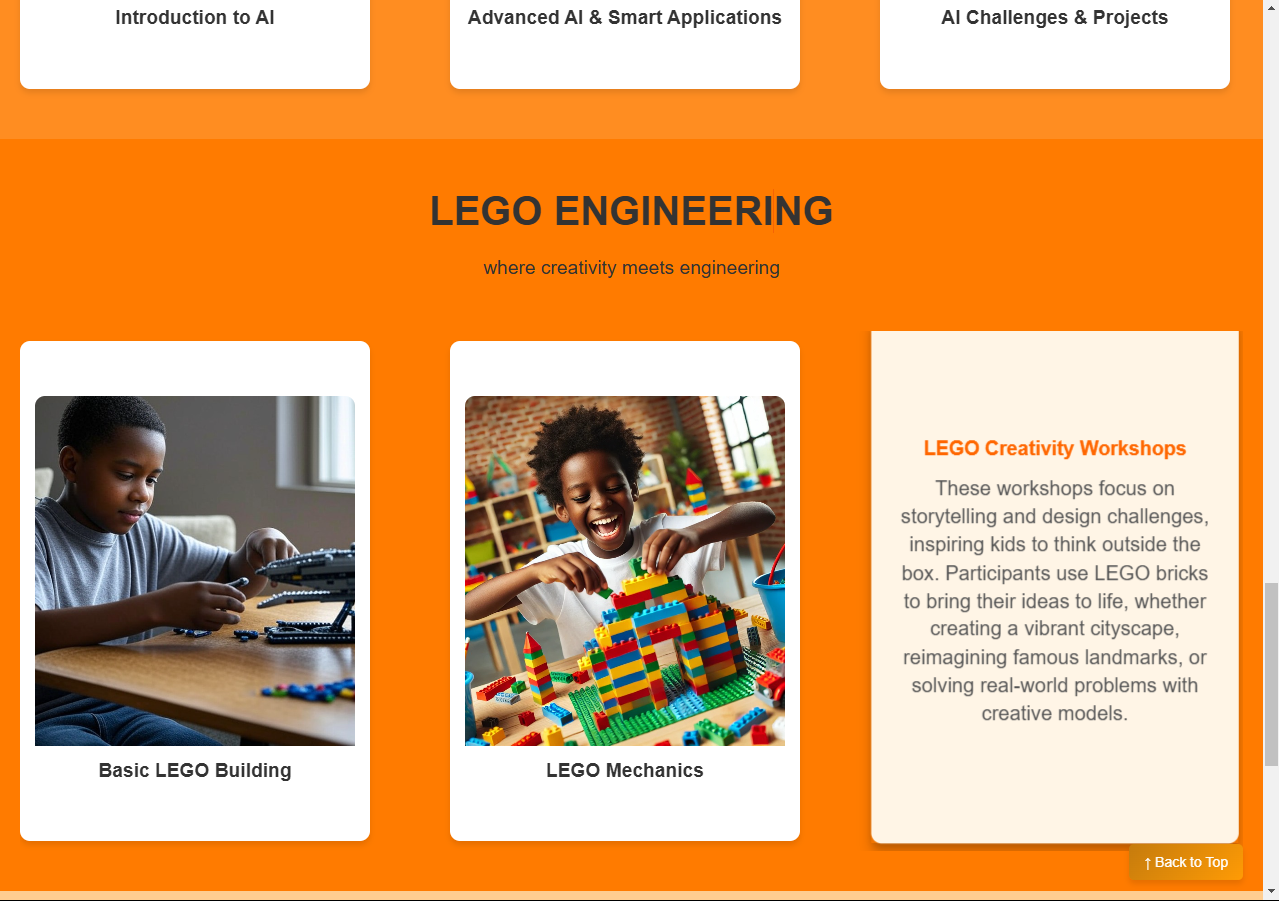 Introduction to AI
Advanced AI & Smart Applications
AI Challenges & Projects
LEGO ENGINEERING
where creativity meets engineering
Basic LEGO Building
LEGO Mechanics
LEGO Creativity Workshops
These workshops focus on
storytelling and design challenges,
inspiring kids to think outside the
box. Participants use LEGO bricks
to bring their ideas to life, whether
creating a vibrant cityscape,
reimagining famous landmarks, or
solving real-world problems with
creative models.
↑ Back to Top